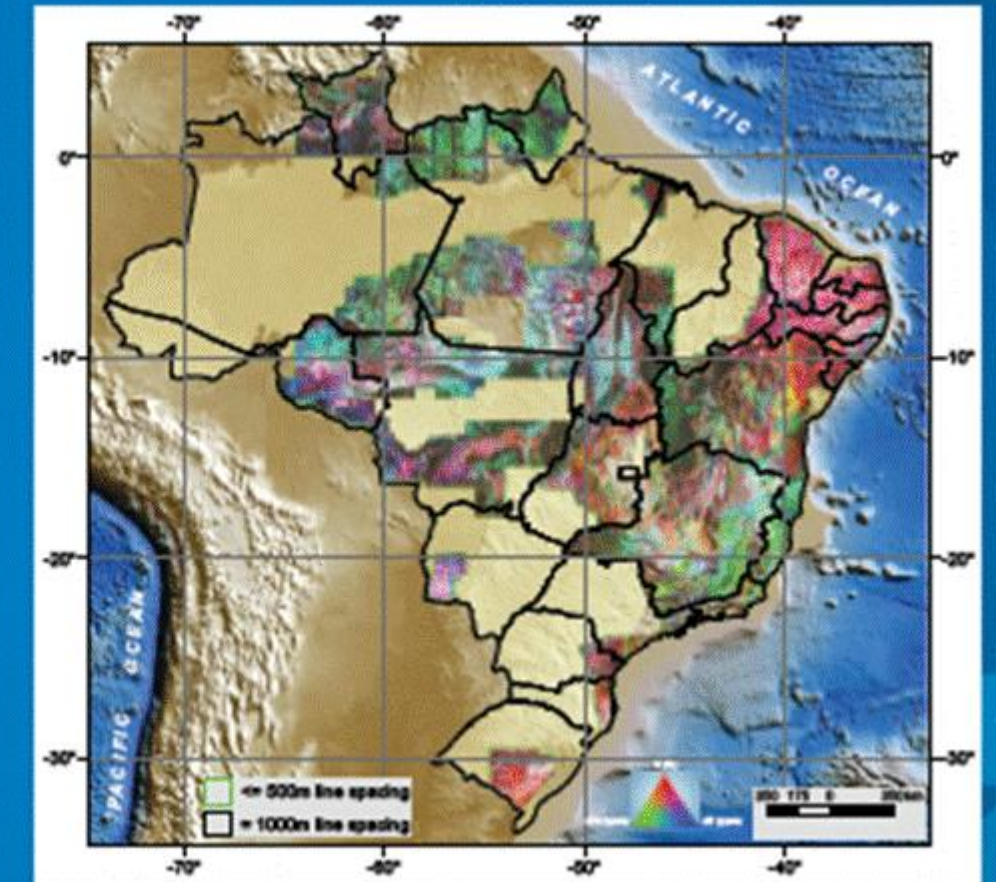 -70° -60° -50° -40°
ATLANTIC
OCEAN
0° 0°
-10° -10°
-20° -20°
-30° -30°
PACIFIC OCEAN
<= 500m line spacing
= 1000m line spacing
-70° -60° -50° -40°